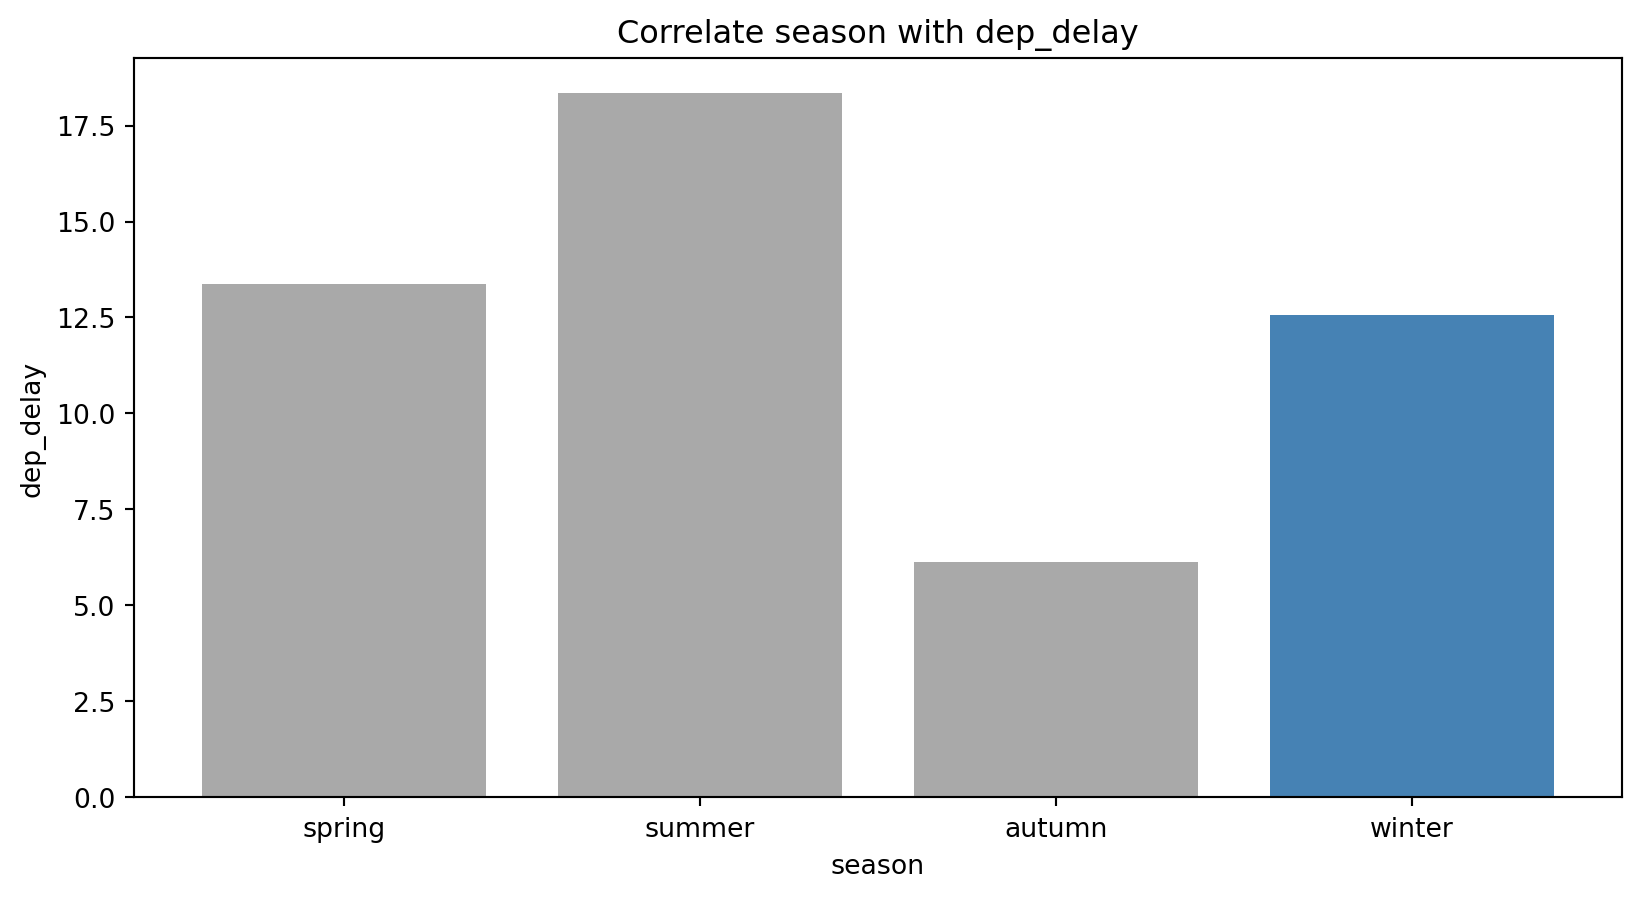 Correlate season with dep_delay
dep_delay
17.5
15.0
12.5
10.0
7.5
5.0
2.5
0.0
spring summer autumn winter
season